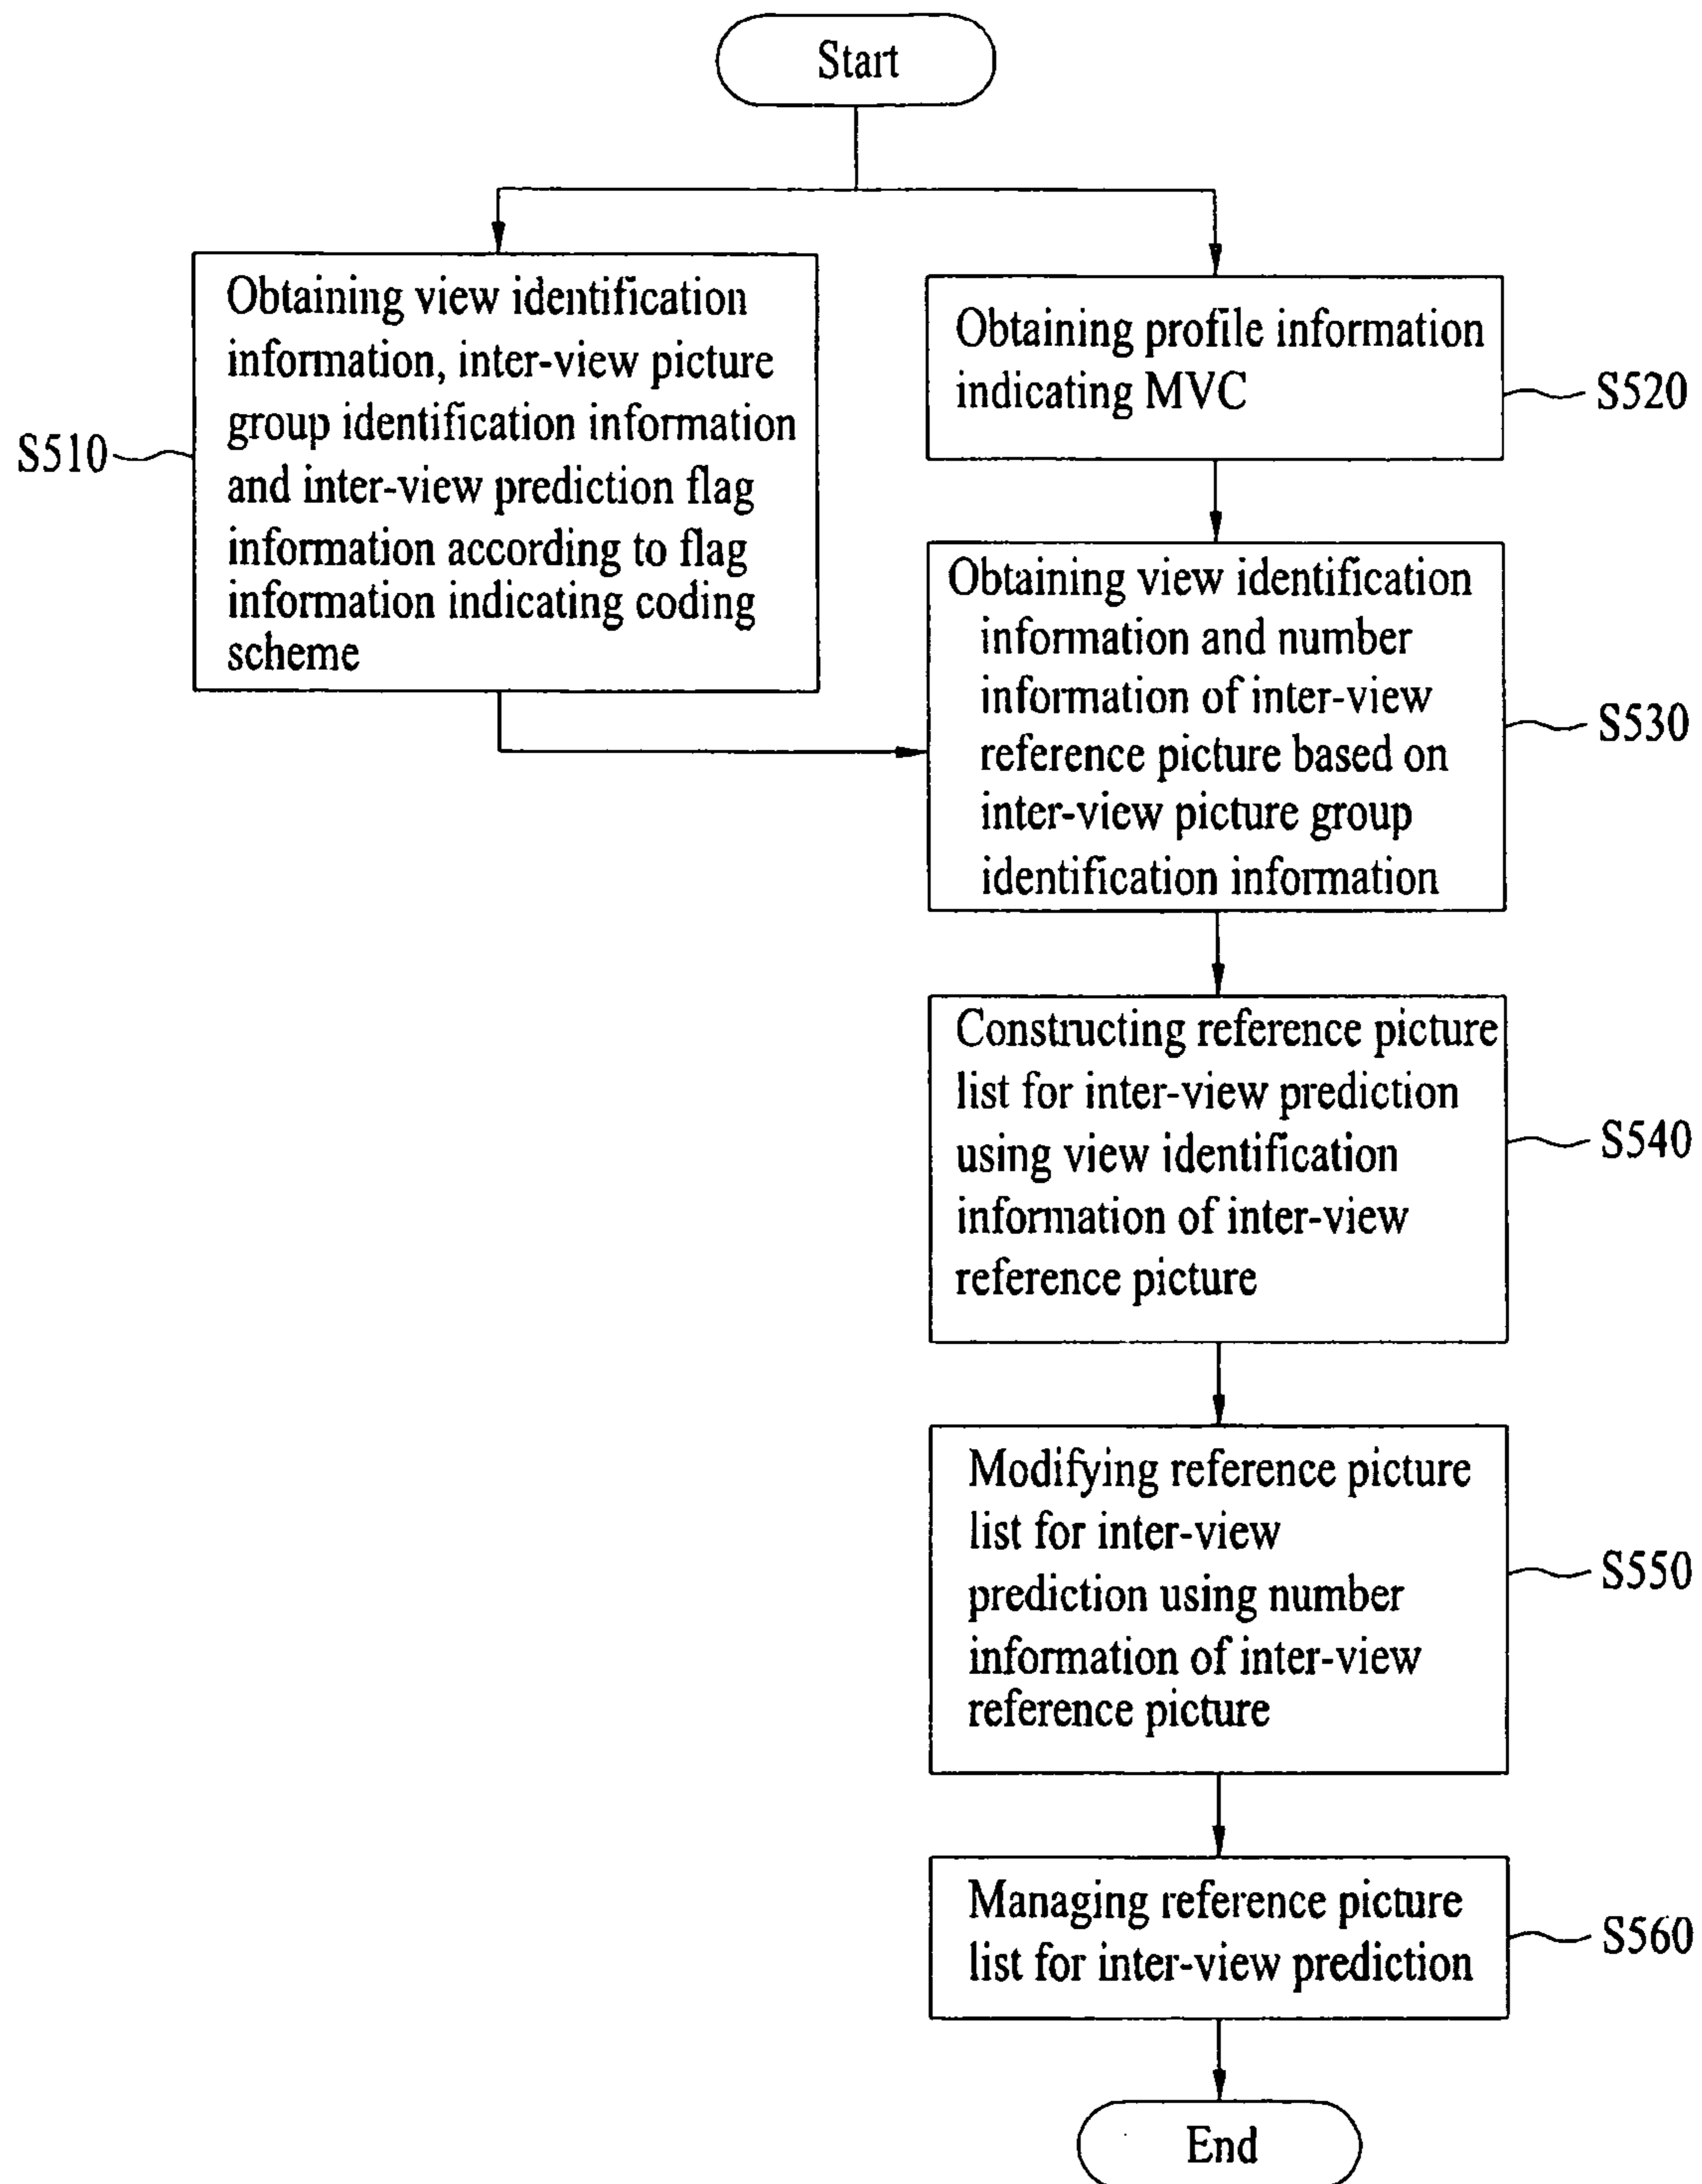 Start
Obtaining view identification
information, inter-view picture
group identification information
and inter-view prediction flag
information according to flag
information indicating coding
scheme
S510
Obtaining profile information
indicating MVC
S520
Obtaining view identification
information and number
information of inter-view
reference picture based on
inter-view picture group
identification information
S530
Constructing reference picture
list for inter-view prediction
using view identification
information of inter-view
reference picture
S540
Modifying reference picture
list for inter-view
prediction using number
information of inter-view
reference picture
S550
Managing reference picture
list for inter-view prediction
S560
End